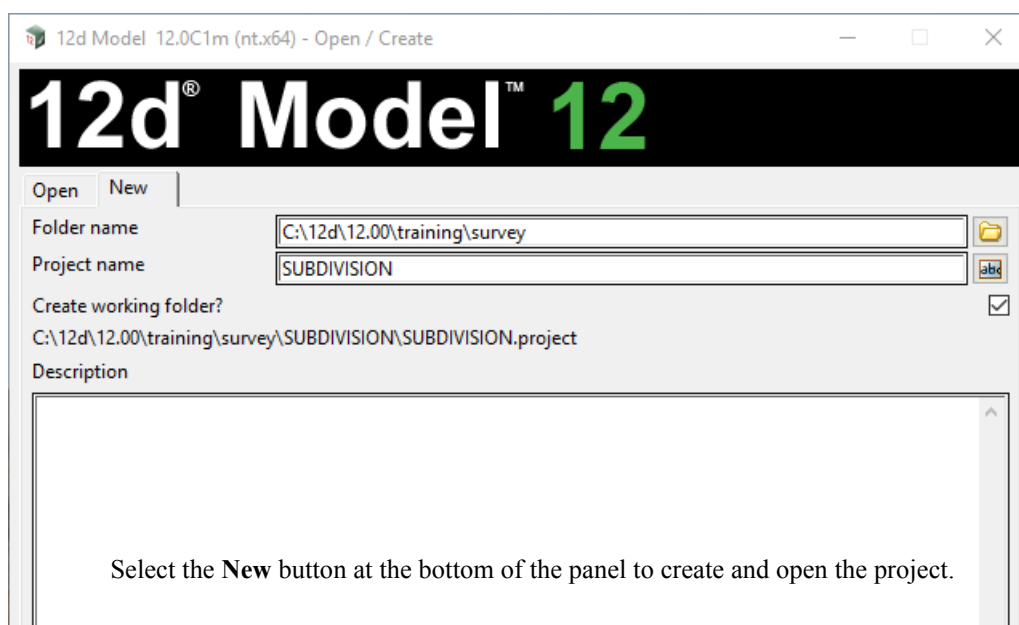 12d Model 12.0C1m (nt.x64) - Open / Create
12d® Model™ 12
Open New
Folder name C:\12d\12.00\training\survey
Project name SUBDIVISION
abc
Create working folder?
C:\12d\12.00\training\survey\SUBDIVISION\SUBDIVISION.project
Description
Select the New button at the bottom of the panel to create and open the project.